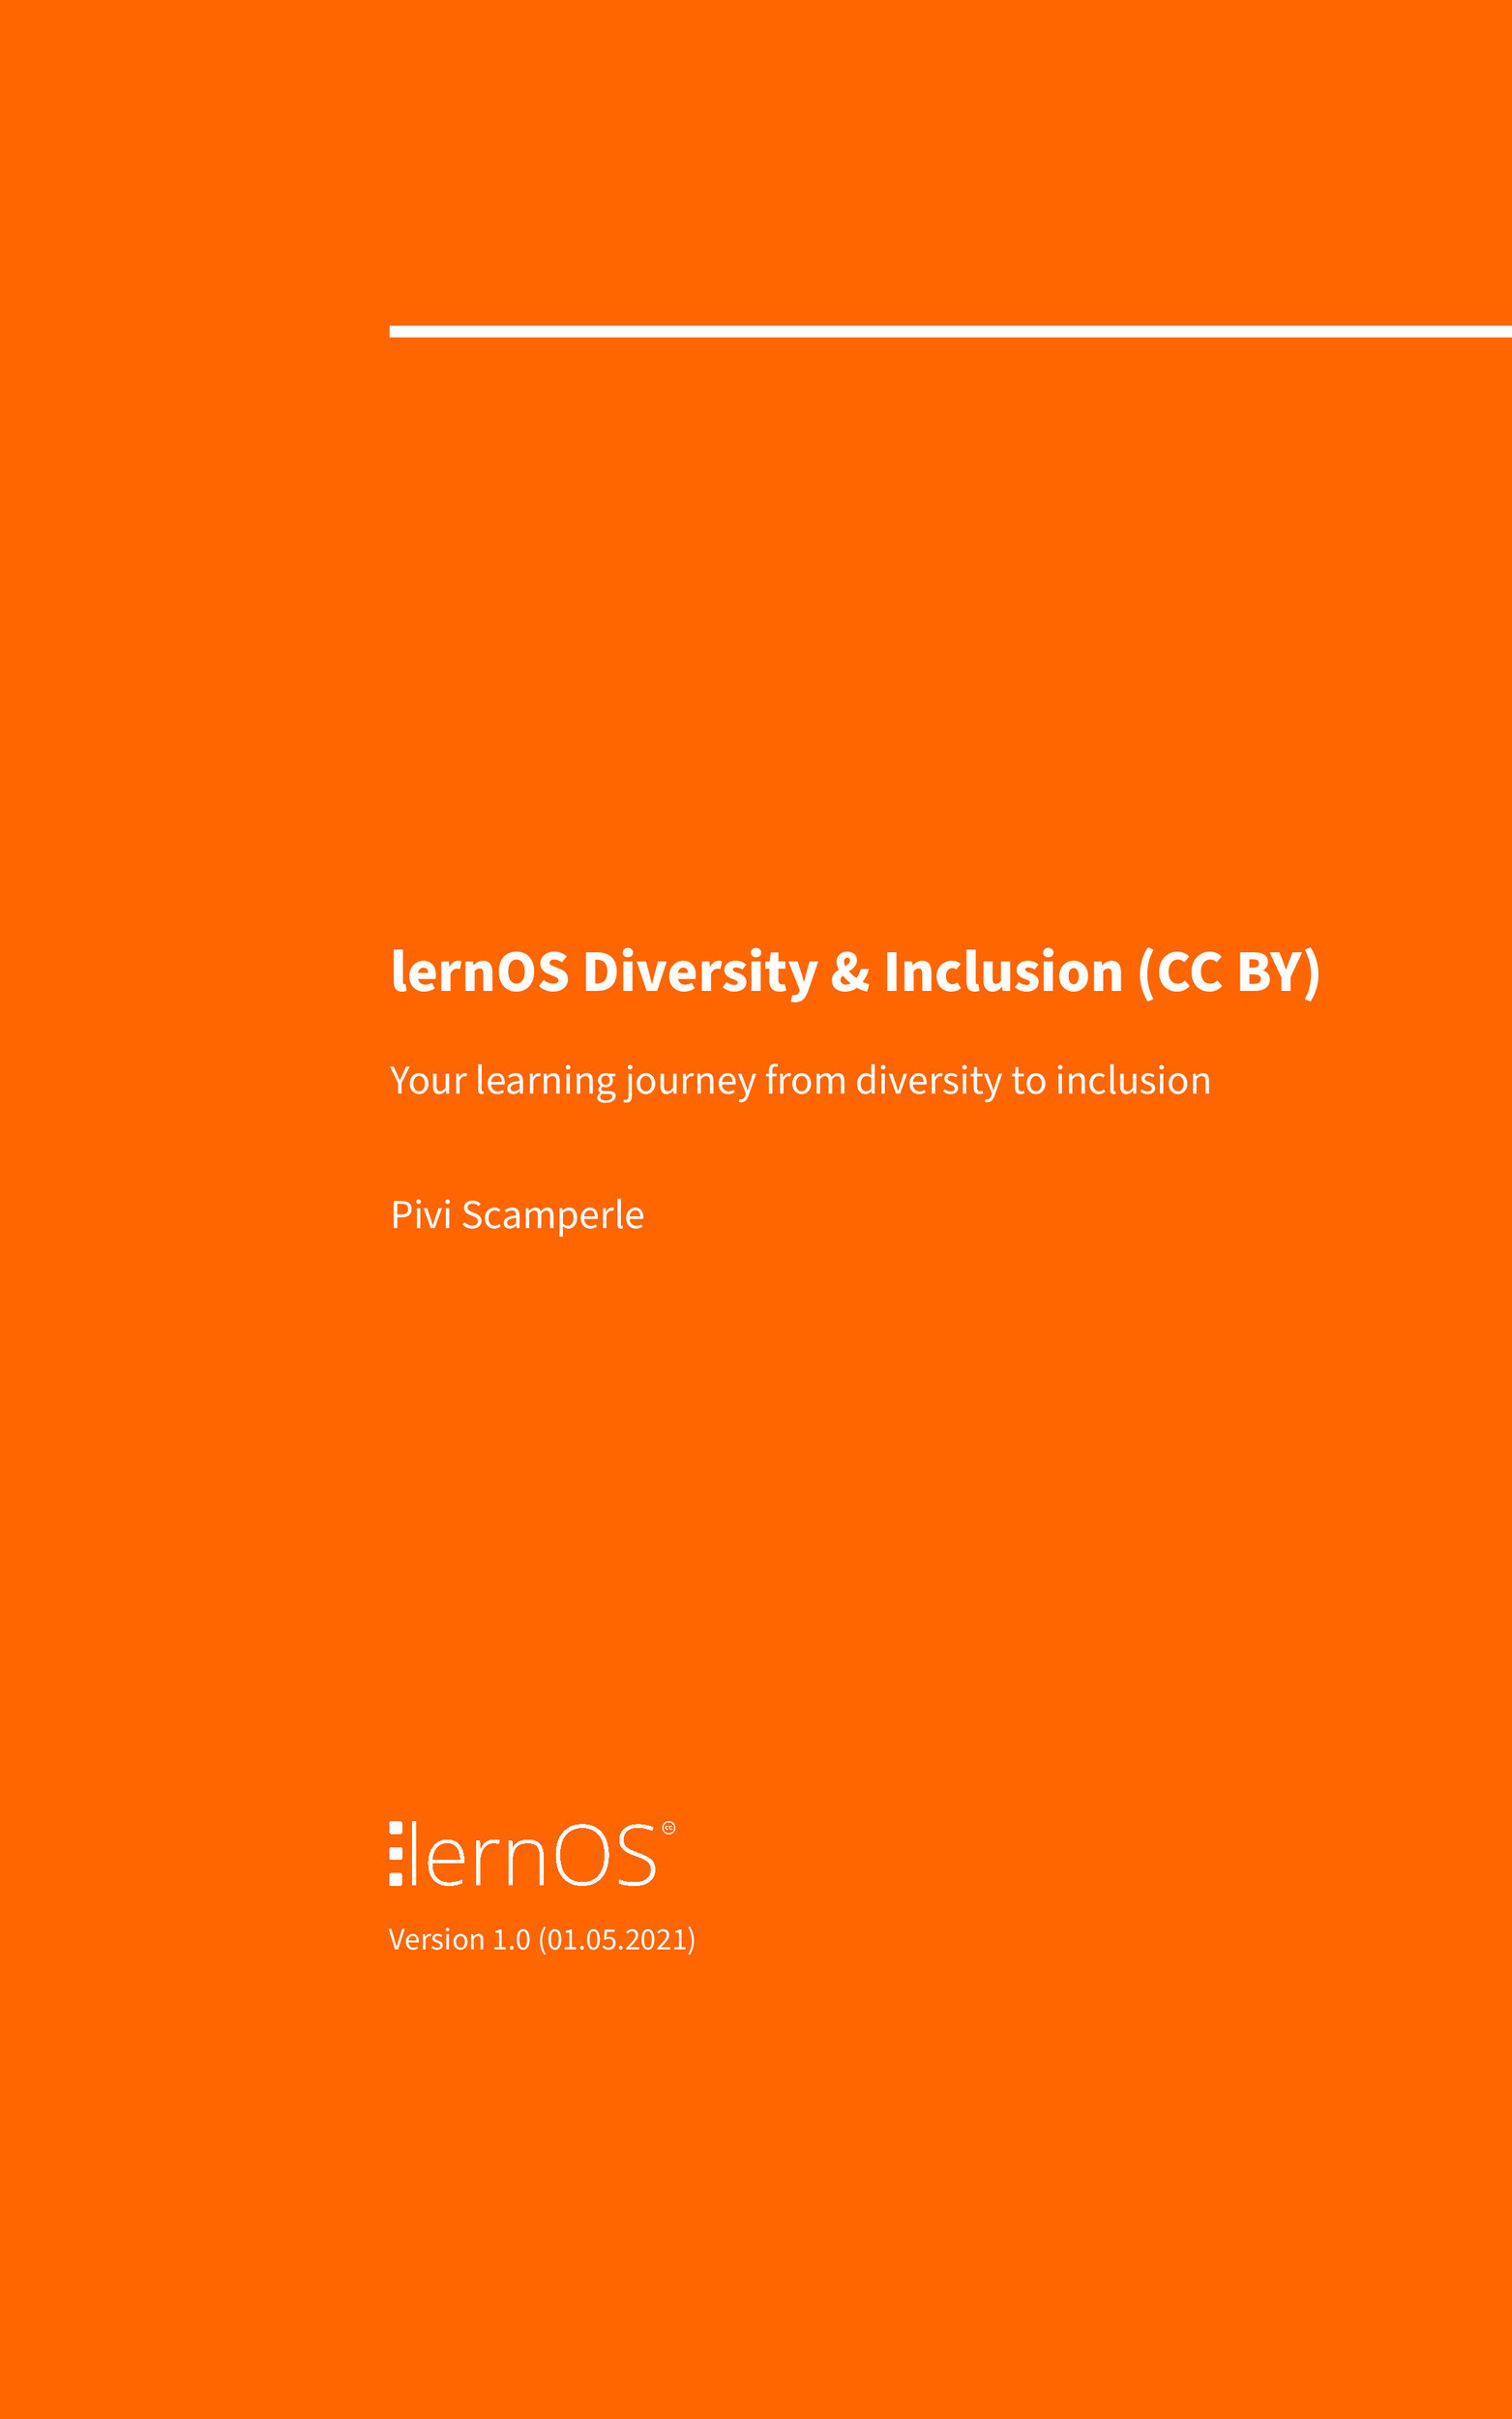 lernOS Diversity & Inclusion (CC BY)
Your learning journey from diversity to inclusion
Pivi Scamperle
lernOS cc
Version 1.0 (01.05.2021)